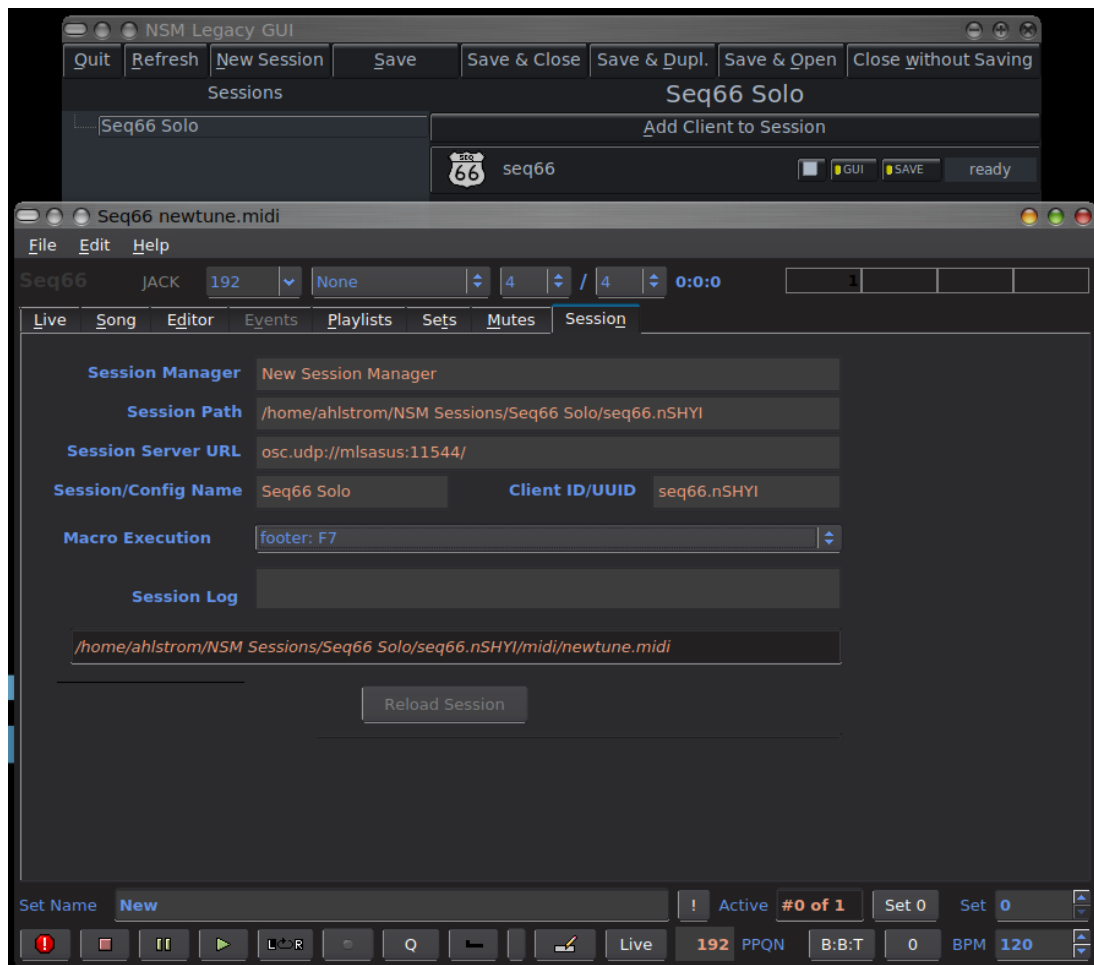 NSM Legacy GUI
Quit Refresh New Session Save Save & Close Save & Dupl. Save & Open Close without Saving
Sessions Seq66 Solo
Seq66 Solo Add Client to Session
SEQ 66 seq66 GUI SAVE ready
Seq66 newtune.midi
File Edit Help
Seq66 JACK 192 None 4 / 4 0:0:0 1
Live Song Editor Events Playlists Sets Mutes Session
Session Manager New Session Manager
Session Path /home/ahlstrom/NSM Sessions/Seq66 Solo/seq66.nSHYI
Session Server URL osc.udp://mlsasus:11544/
Session/Config Name Seq66 Solo Client ID/UUID seq66.nSHYI
Macro Execution footer: F7
Session Log
/home/ahlstrom/NSM Sessions/Seq66 Solo/seq66.nSHYI/midi/newtune.midi
Reload Session
Set Name New ! Active #0 of 1 Set 0 Set 0
! L R Q Live 192 PPQN B:B:T 0 BPM 120